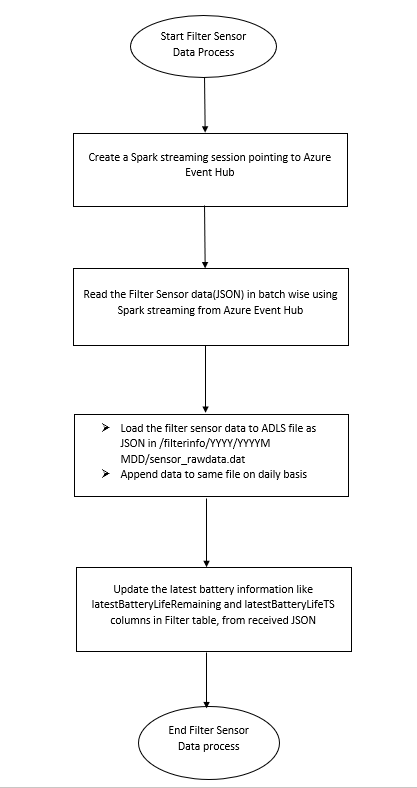 Start Filter Sensor
Data Process
Create a Spark streaming session pointing to Azure
Event Hub
Read the Filter Sensor data(JSON) in batch wise using
Spark streaming from Azure Event Hub
➢ Load the filter sensor data to ADLS file as
JSON in /filterinfo/YYYY/YYYYM
MDD/sensor_rawdata.dat
➢ Append data to same file on daily basis
Update the latest battery information like
latestBatteryLifeRemaining and latestBatteryLifeTS
columns in Filter table, from received JSON
End Filter Sensor
Data process